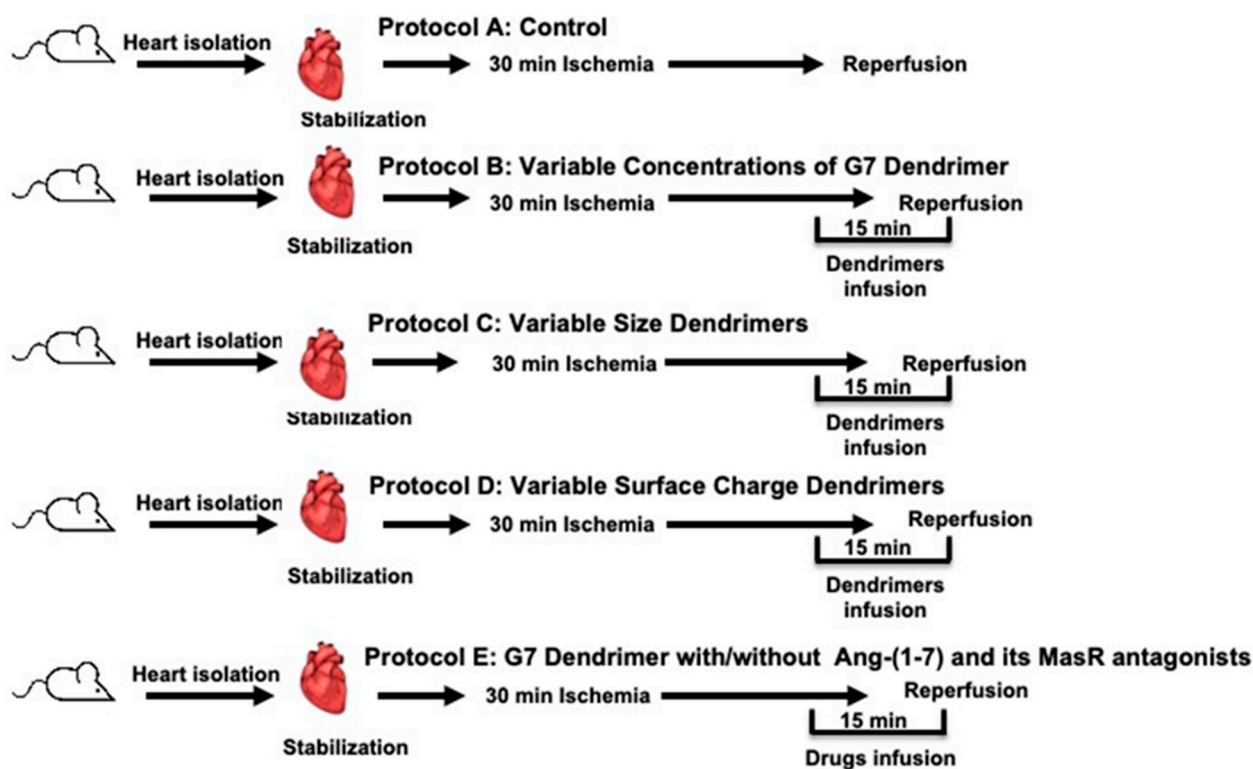 Protocol A: Control
Heart isolation
30 min Ischemia
Reperfusion
Stabilization
Protocol B: Variable Concentrations of G7 Dendrimer
Heart isolation
30 min Ischemia
Reperfusion
15 min
Stabilization
Dendrimers
infusion
Protocol C: Variable Size Dendrimers
Heart isolation
30 min Ischemia
Reperfusion
15 min
Stabilization
Dendrimers
infusion
Protocol D: Variable Surface Charge Dendrimers
Heart isolation
30 min Ischemia
Reperfusion
15 min
Stabilization
Dendrimers
infusion
Protocol E: G7 Dendrimer with/without Ang-(1-7) and its MasR antagonists
Heart isolation
30 min Ischemia
Reperfusion
15 min
Stabilization
Drugs infusion